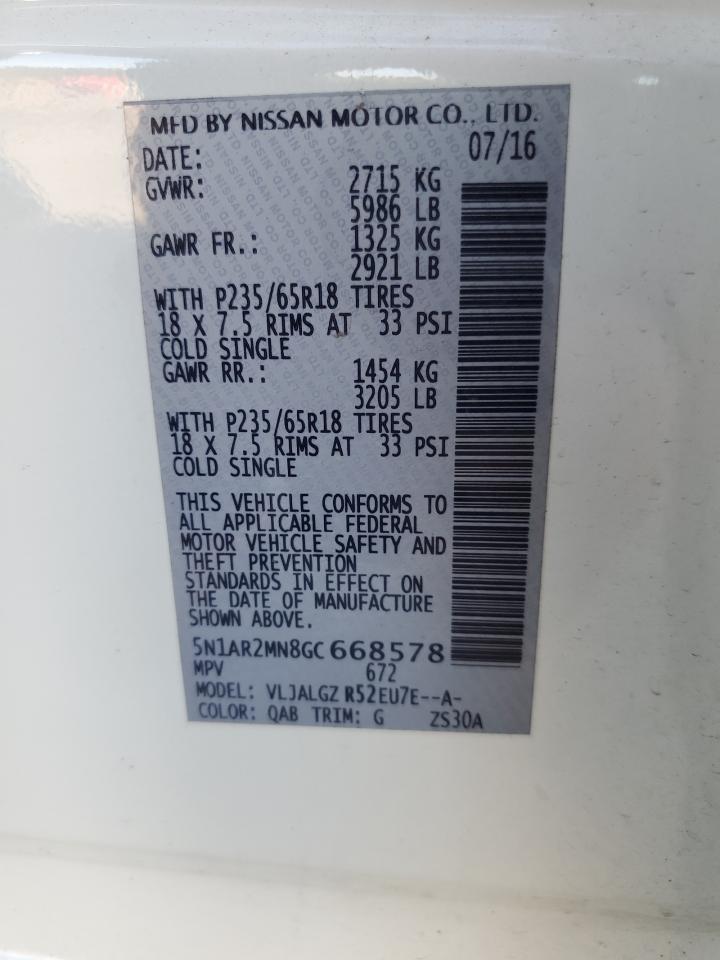 MFD BY NISSAN MOTOR CO., LTD.
DATE: 07/16
GVWR: 2715 KG
5986 LB
GAWR FR.: 1325 KG
2921 LB
WITH P235/65R18 TIRES
18 X 7.5 RIMS AT 33 PSI
COLD SINGLE
GAWR RR.: 1454 KG
3205 LB
WITH P235/65R18 TIRES
18 X 7.5 RIMS AT 33 PSI
COLD SINGLE
THIS VEHICLE CONFORMS TO
ALL APPLICABLE FEDERAL
MOTOR VEHICLE SAFETY AND
THEFT PREVENTION
STANDARDS IN EFFECT ON
THE DATE OF MANUFACTURE
SHOWN ABOVE.
5N1AR2MN8GC668578
MPV 672
MODEL: VLJALGZ R52EU7E--A-
COLOR: QAB TRIM: G ZS30A